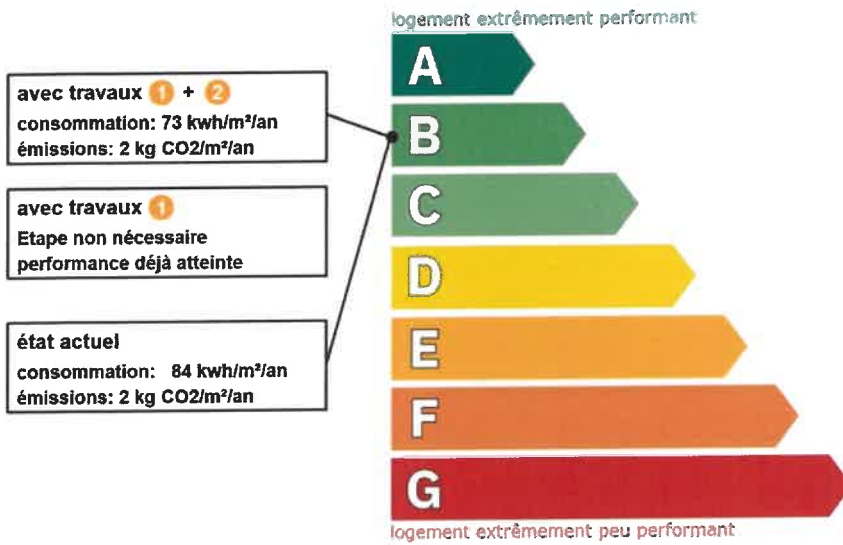 logement extrêmement performant
avec travaux 1 + 2
consommation: 73 kwh/m²/an
émissions: 2 kg CO2/m²/an
avec travaux 1
Etape non nécessaire
performance déjà atteinte
état actuel
consommation: 84 kwh/m²/an
émissions: 2 kg CO2/m²/an
A
B
C
D
E
F
G
logement extrêmement peu performant